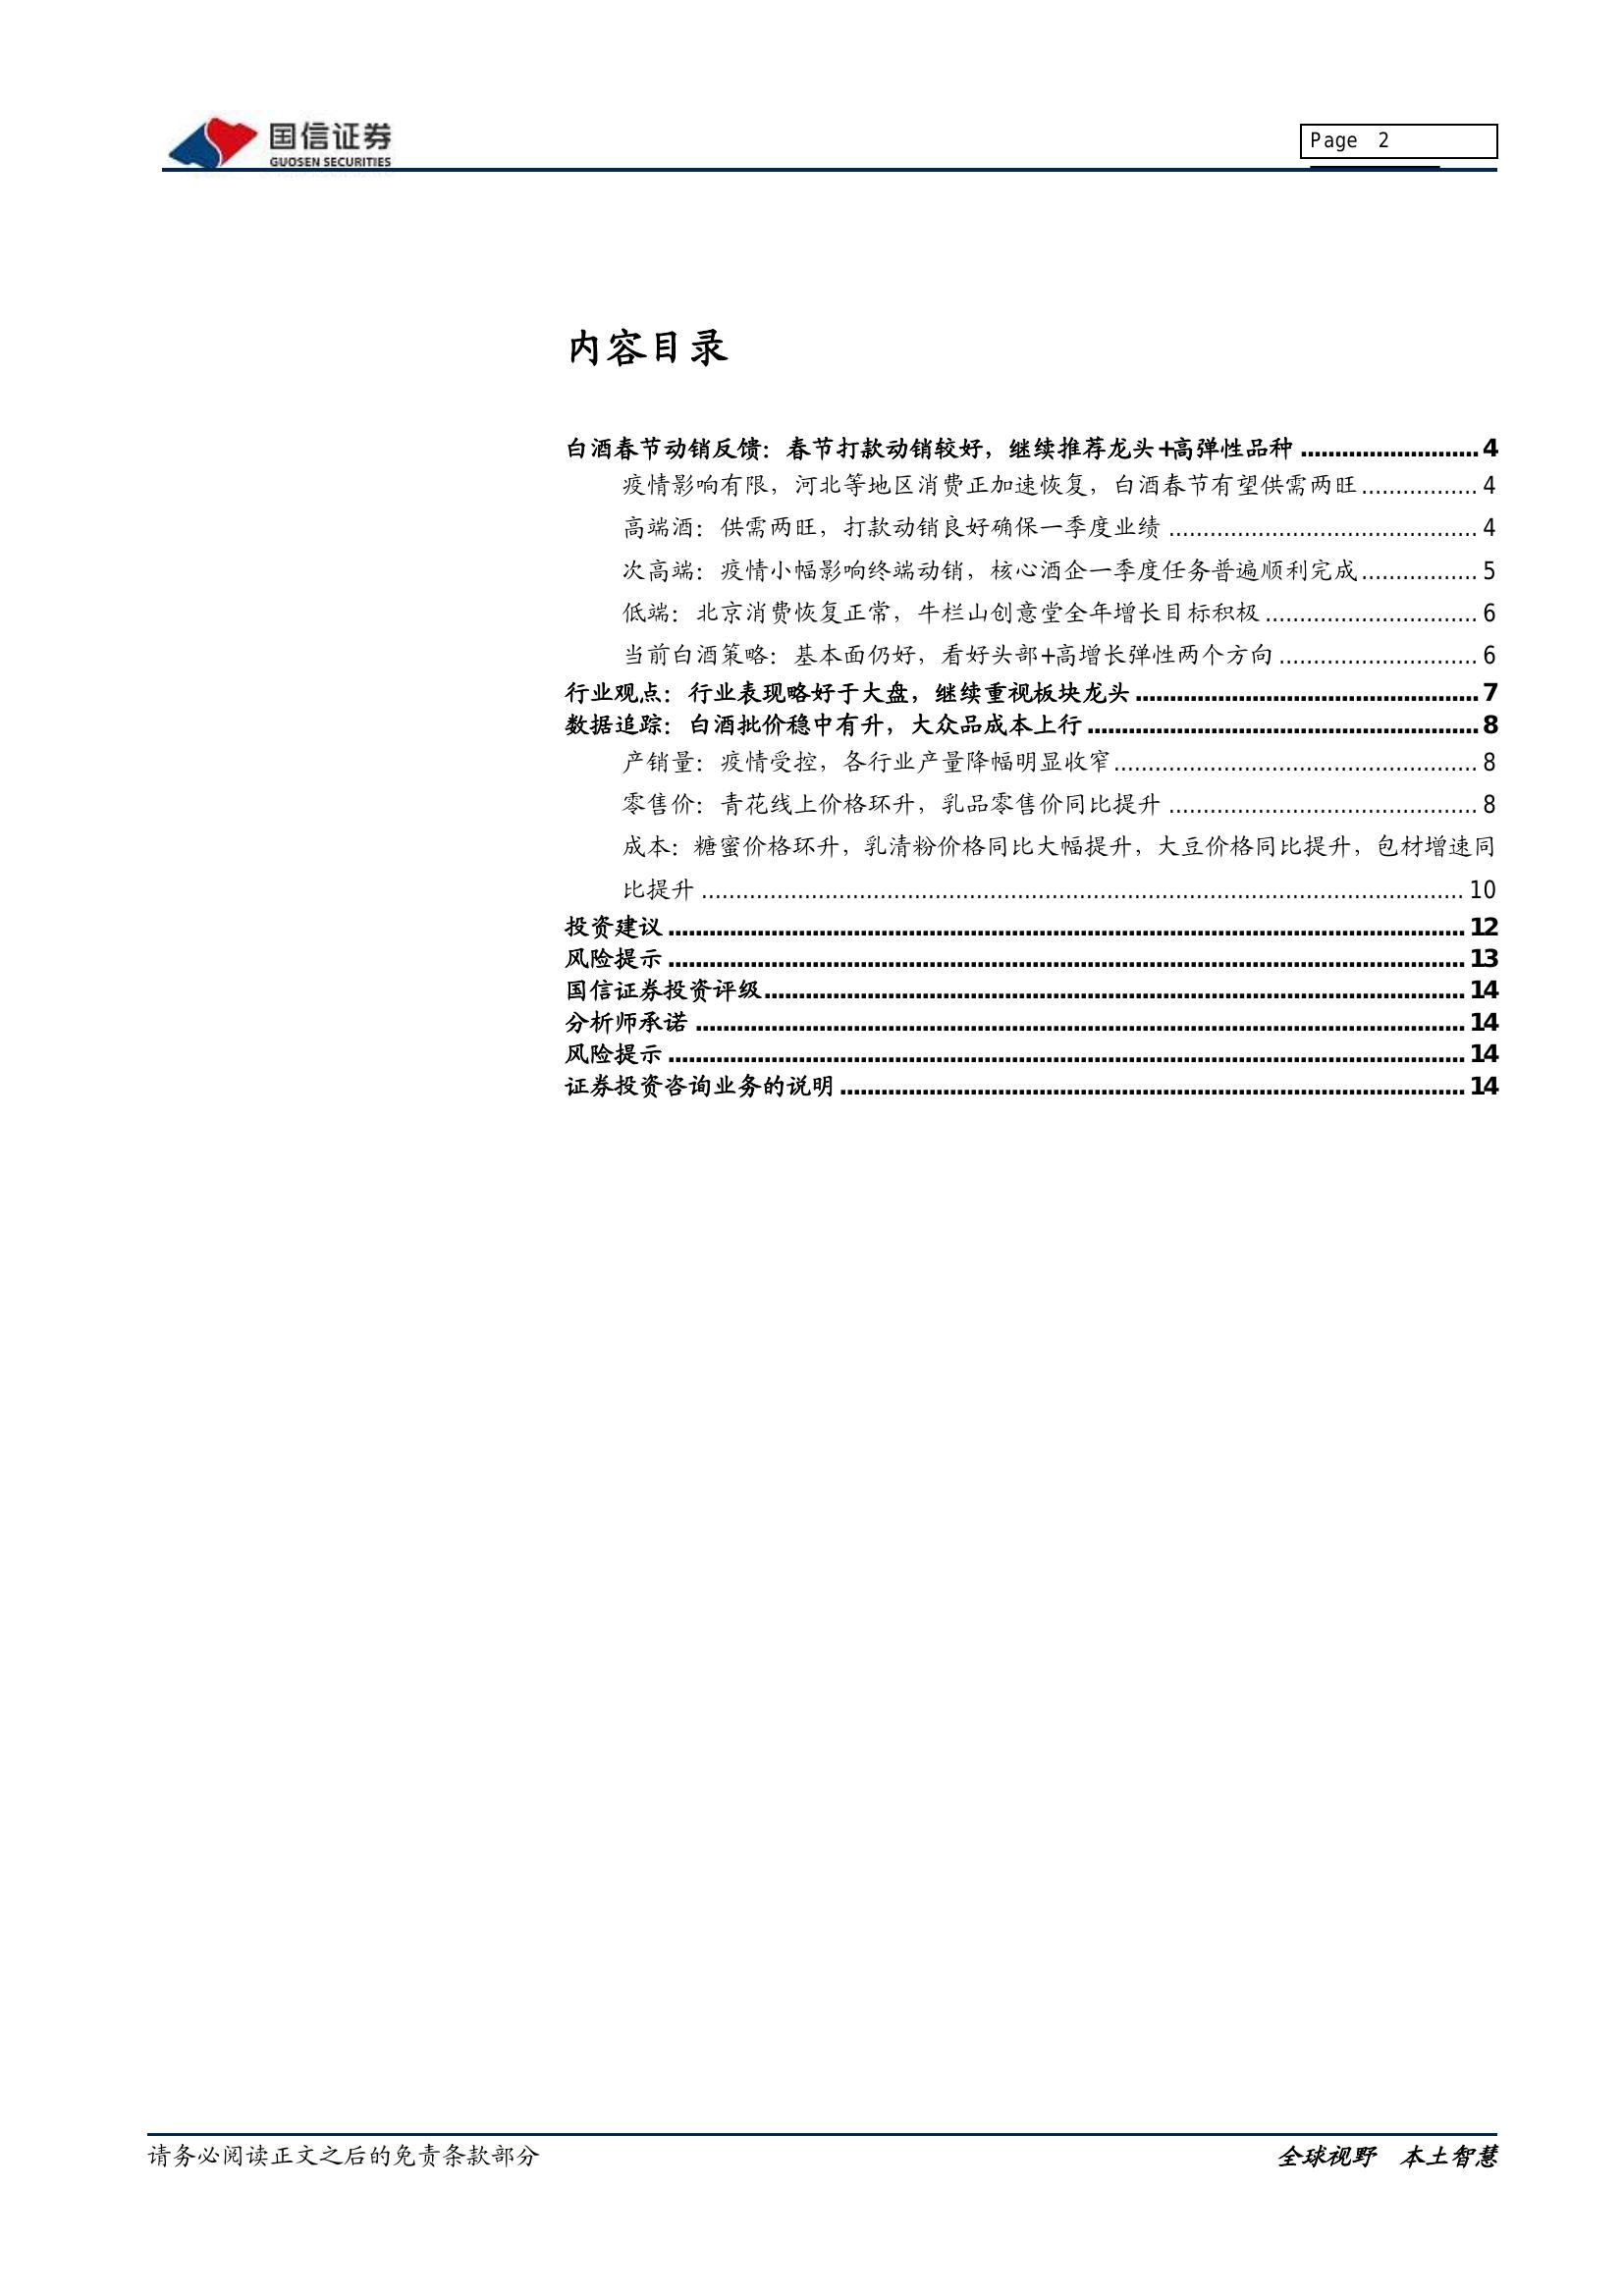 国信证券
GUOSEN SECURITIES
Page 2
内容目录
白酒春节动销反馈：春节打款动销较好，继续推荐龙头+高弹性品种 .......................... 4
疫情影响有限，河北等地区消费正加速恢复，白酒春节有望供需两旺 ................. 4
高端酒：供需两旺，打款动销良好确保一季度业绩 ............................................. 4
次高端：疫情小幅影响终端动销，核心酒企一季度任务普遍顺利完成 ................. 5
低端：北京消费恢复正常，牛栏山创意堂全年增长目标积极 ............................... 6
当前白酒策略：基本面仍好，看好头部+高增长弹性两个方向 ............................. 6
行业观点：行业表现略好于大盘，继续重视板块龙头 .................................................. 7
数据追踪：白酒批价稳中有升，大众品成本上行 ......................................................... 8
产销量：疫情受控，各行业产量降幅明显收窄 ..................................................... 8
零售价：青花线上价格环升，乳品零售价同比提升 ............................................. 8
成本：糖蜜价格环升，乳清粉价格同比大幅提升，大豆价格同比提升，包材增速同
比提升 ............................................................................................................... 10
投资建议 .................................................................................................................... 12
风险提示 .................................................................................................................... 13
国信证券投资评级 ...................................................................................................... 14
分析师承诺 ................................................................................................................ 14
风险提示 .................................................................................................................... 14
证券投资咨询业务的说明 ........................................................................................... 14
请务必阅读正文之后的免责条款部分
全球视野 本土智慧